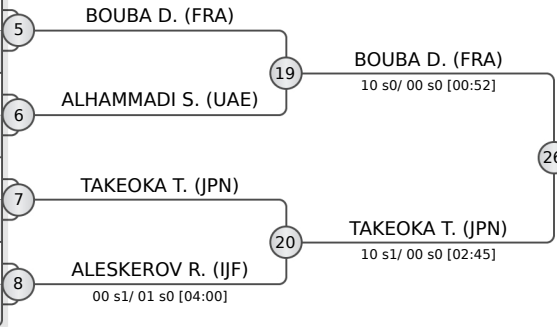 BOUBA D. (FRA)
5
19
BOUBA D. (FRA)
10 s0/ 00 s0 [00:52]
ALHAMMADI S. (UAE)
6
26
TAKEOKA T. (JPN)
7
TAKEOKA T. (JPN)
20
10 s1/ 00 s0 [02:45]
ALESKEROV R. (IJF)
8
00 s1/ 01 s0 [04:00]